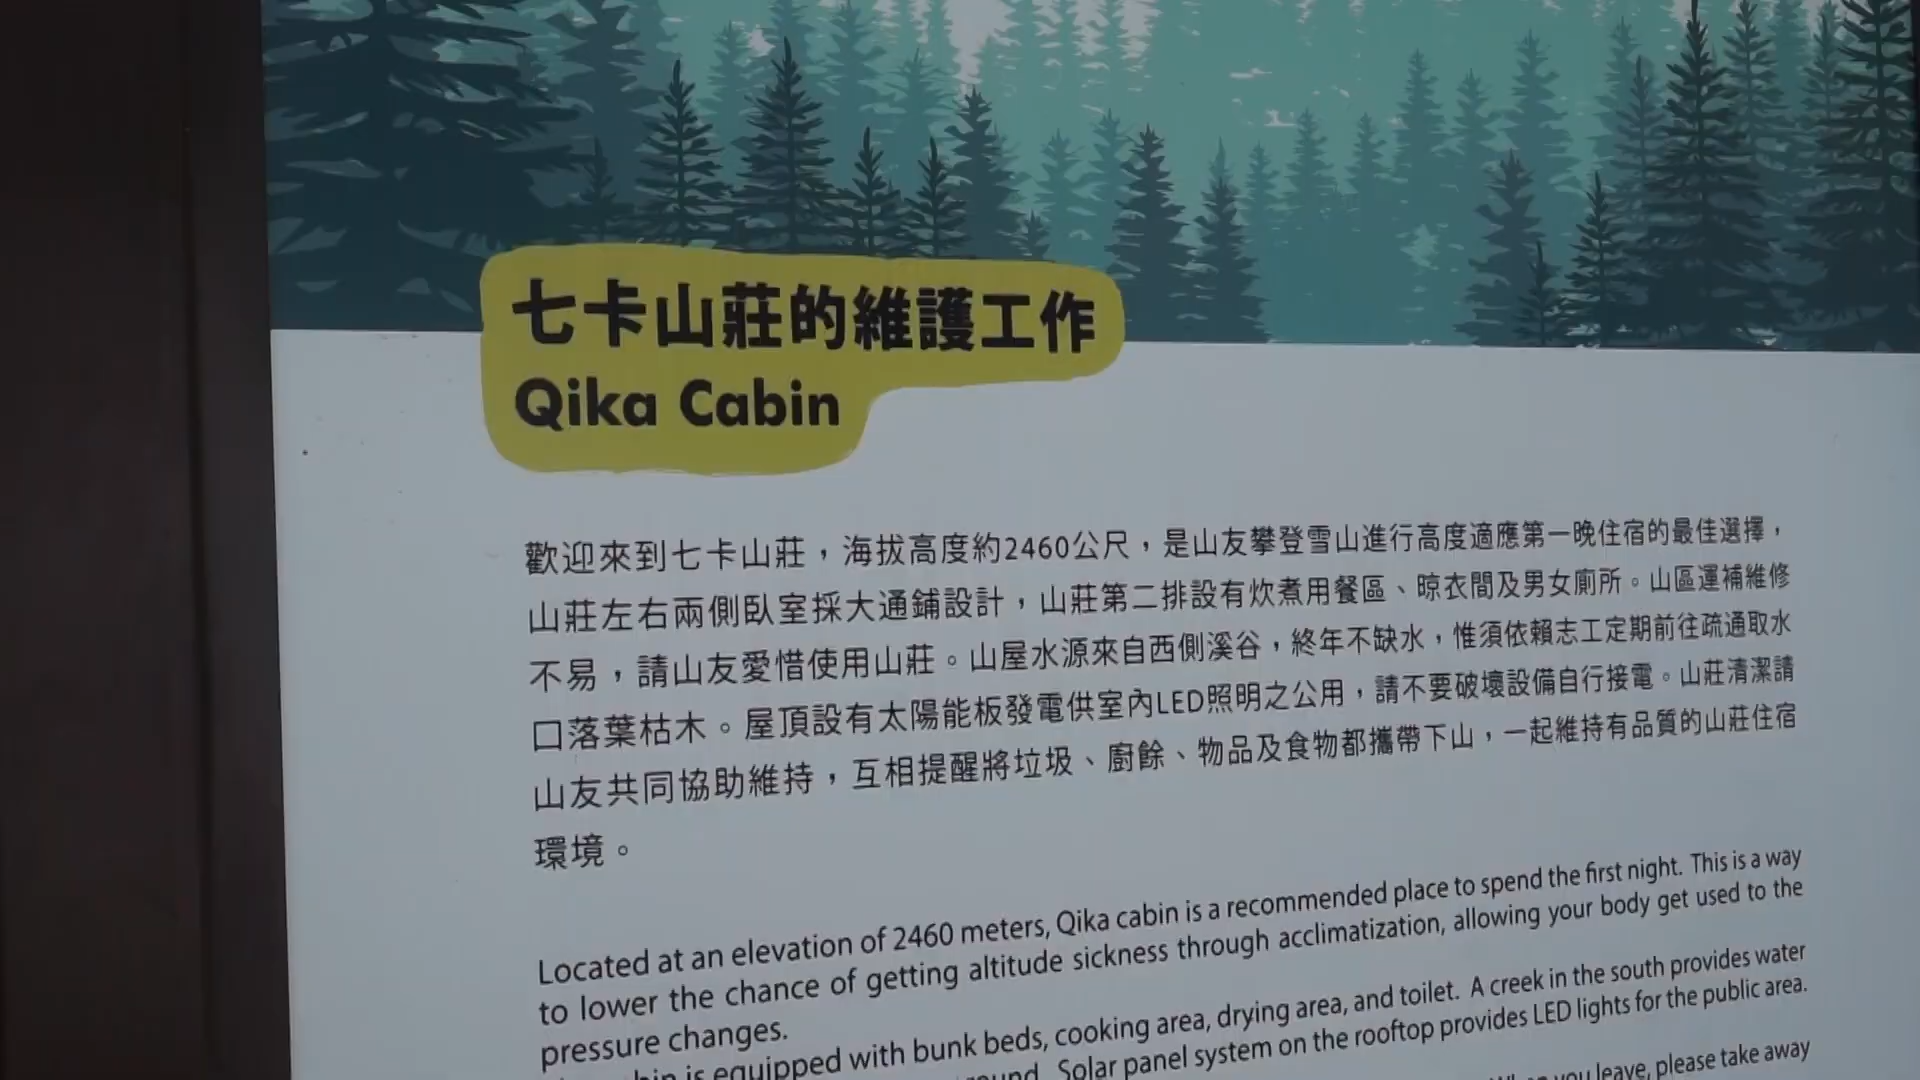 七卡山莊的維護工作
Qika Cabin
歡迎來到七卡山莊，海拔高度約2460公尺，是山友攀登雪山進行高度適應第一晚住宿的最佳選擇，
山莊左右兩側臥室採大通鋪設計，山莊第二排設有炊煮用餐區、晾衣間及男女廁所。山區運補維修
不易，請山友愛惜使用山莊。山屋水源來自西側溪谷，終年不缺水，惟須依賴志工定期前往疏通取水
口落葉枯木。屋頂設有太陽能板發電供室內LED照明之公用，請不要破壞設備自行接電。山莊清潔請
山友共同協助維持，互相提醒將垃圾、廚餘、物品及食物都攜帶下山，一起維持有品質的山莊住宿
環境。
Located at an elevation of 2460 meters, Qika cabin is a recommended place to spend the first night. This is a way
to lower the chance of getting altitude sickness through acclimatization, allowing your body get used to the
pressure changes.
is equipped with bunk beds, cooking area, drying area, and toilet. A creek in the south provides water
Solar panel system on the rooftop provides LED lights for the public area.
you leave, please take away